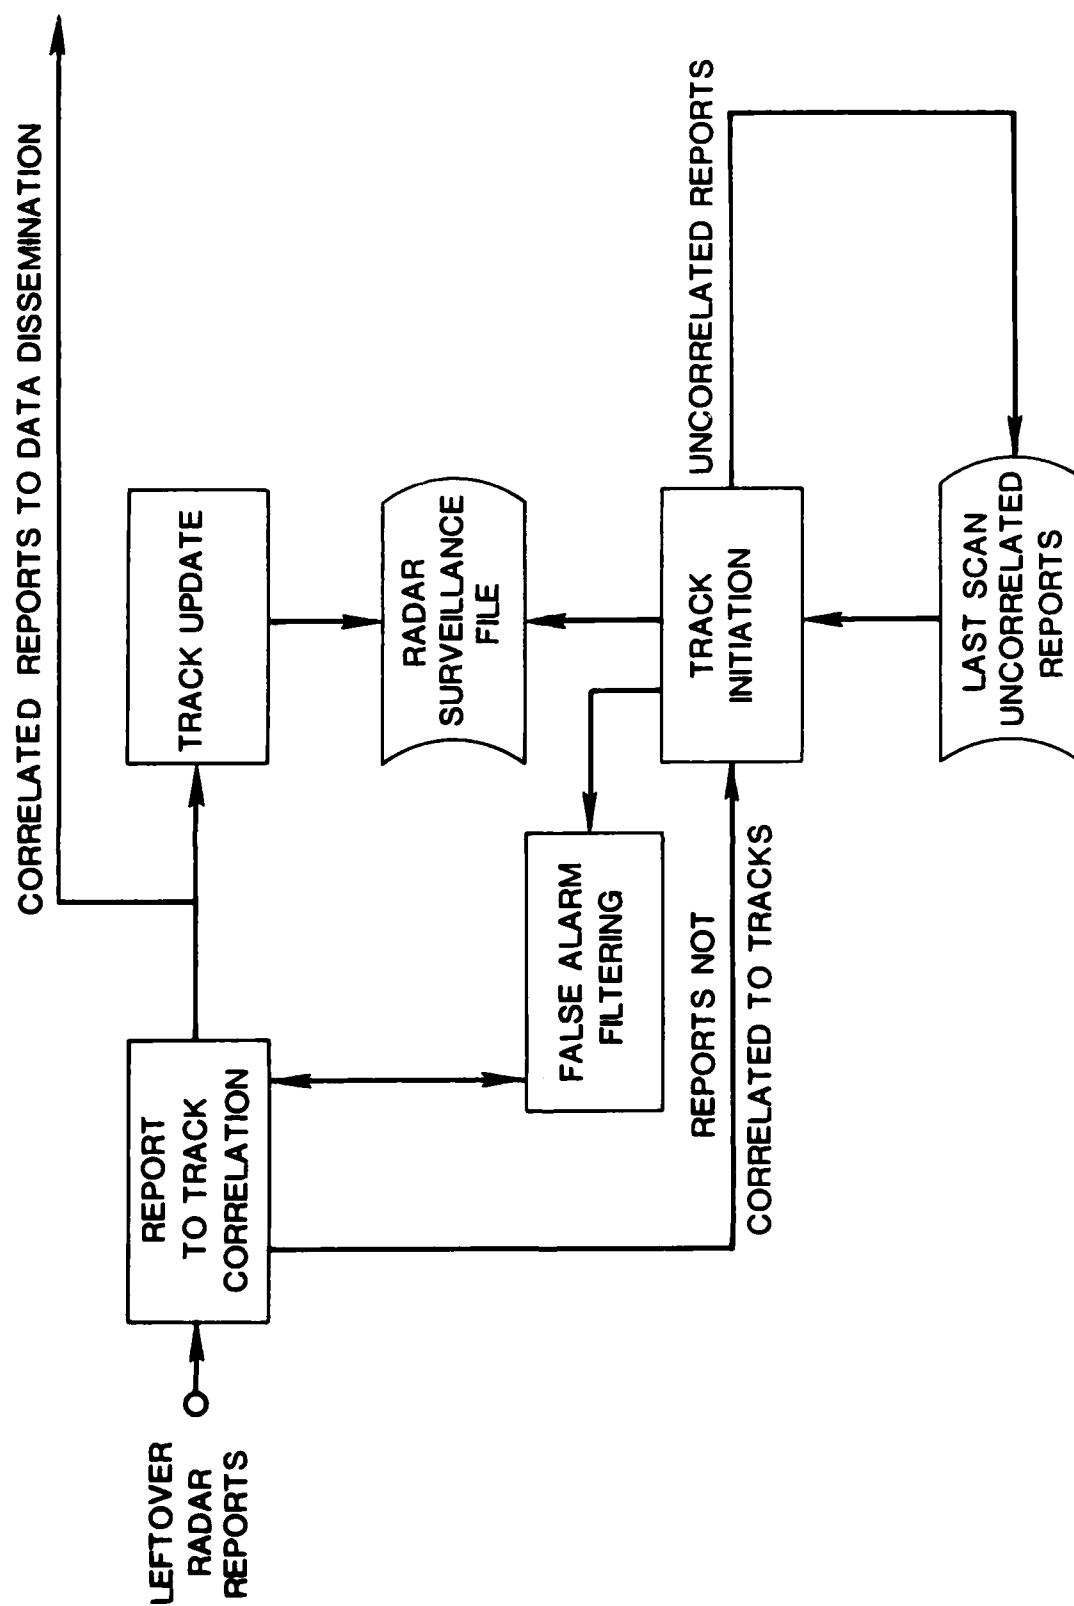 CORRELATED REPORTS TO DATA DISSEMINATION
LEFTOVER
RADAR
REPORTS
REPORT
TO TRACK
CORRELATION
TRACK UPDATE
RADAR
SURVEILLANCE
FILE
FALSE ALARM
FILTERING
REPORTS NOT
CORRELATED TO TRACKS
TRACK
INITIATION
UNCORRELATED REPORTS
LAST SCAN
UNCORRELATED
REPORTS